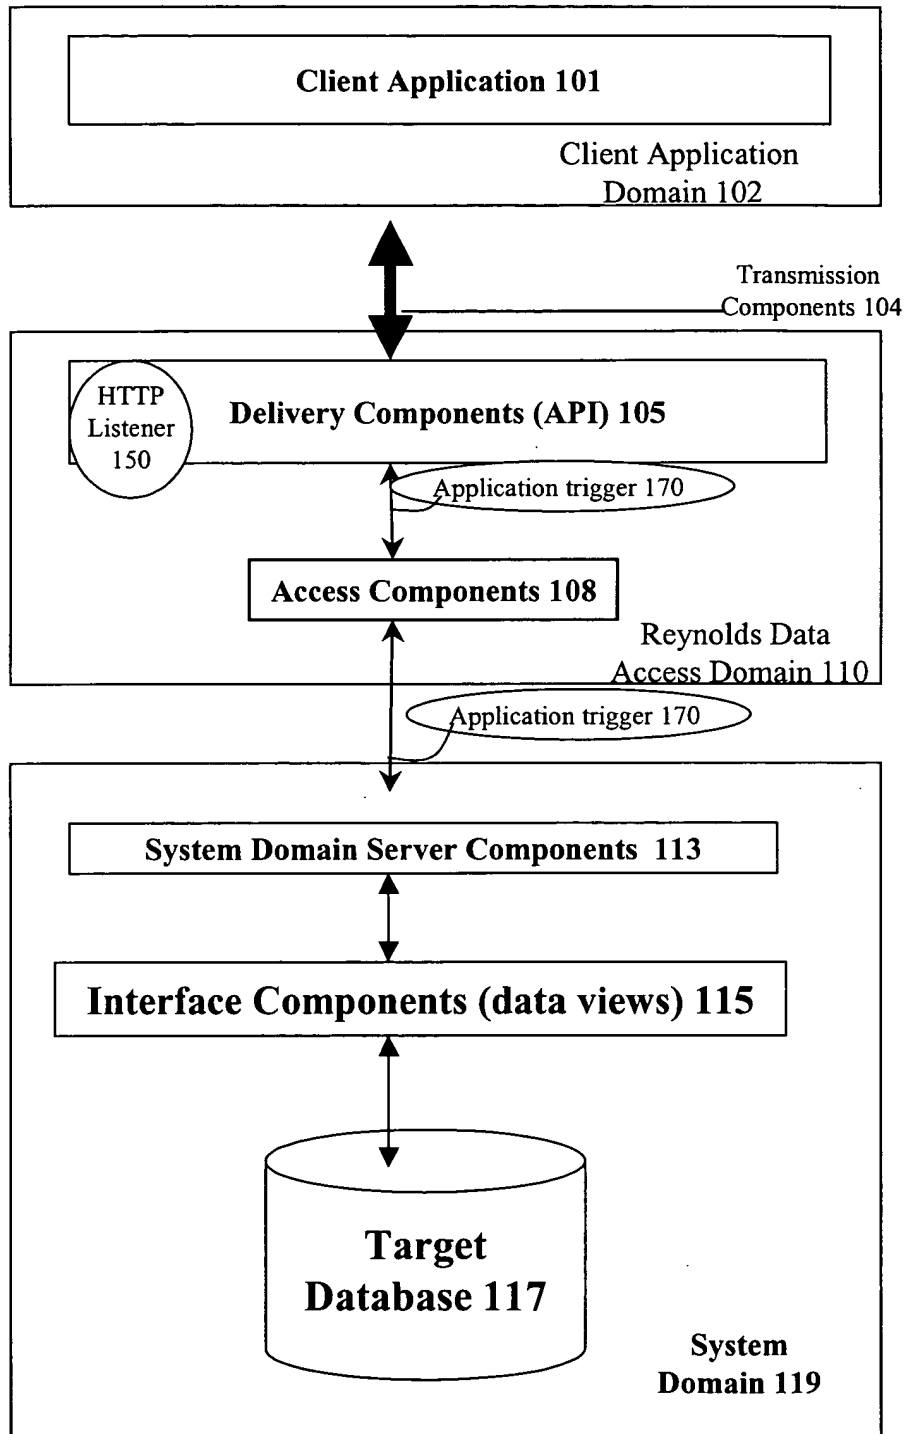 Client Application 101
Client Application
Domain 102
Transmission
Components 104
HTTP
Listener
150
Delivery Components (API) 105
Application trigger 170
Access Components 108
Reynolds Data
Access Domain 110
Application trigger 170
System Domain Server Components 113
Interface Components (data views) 115
Target
Database 117
System
Domain 119